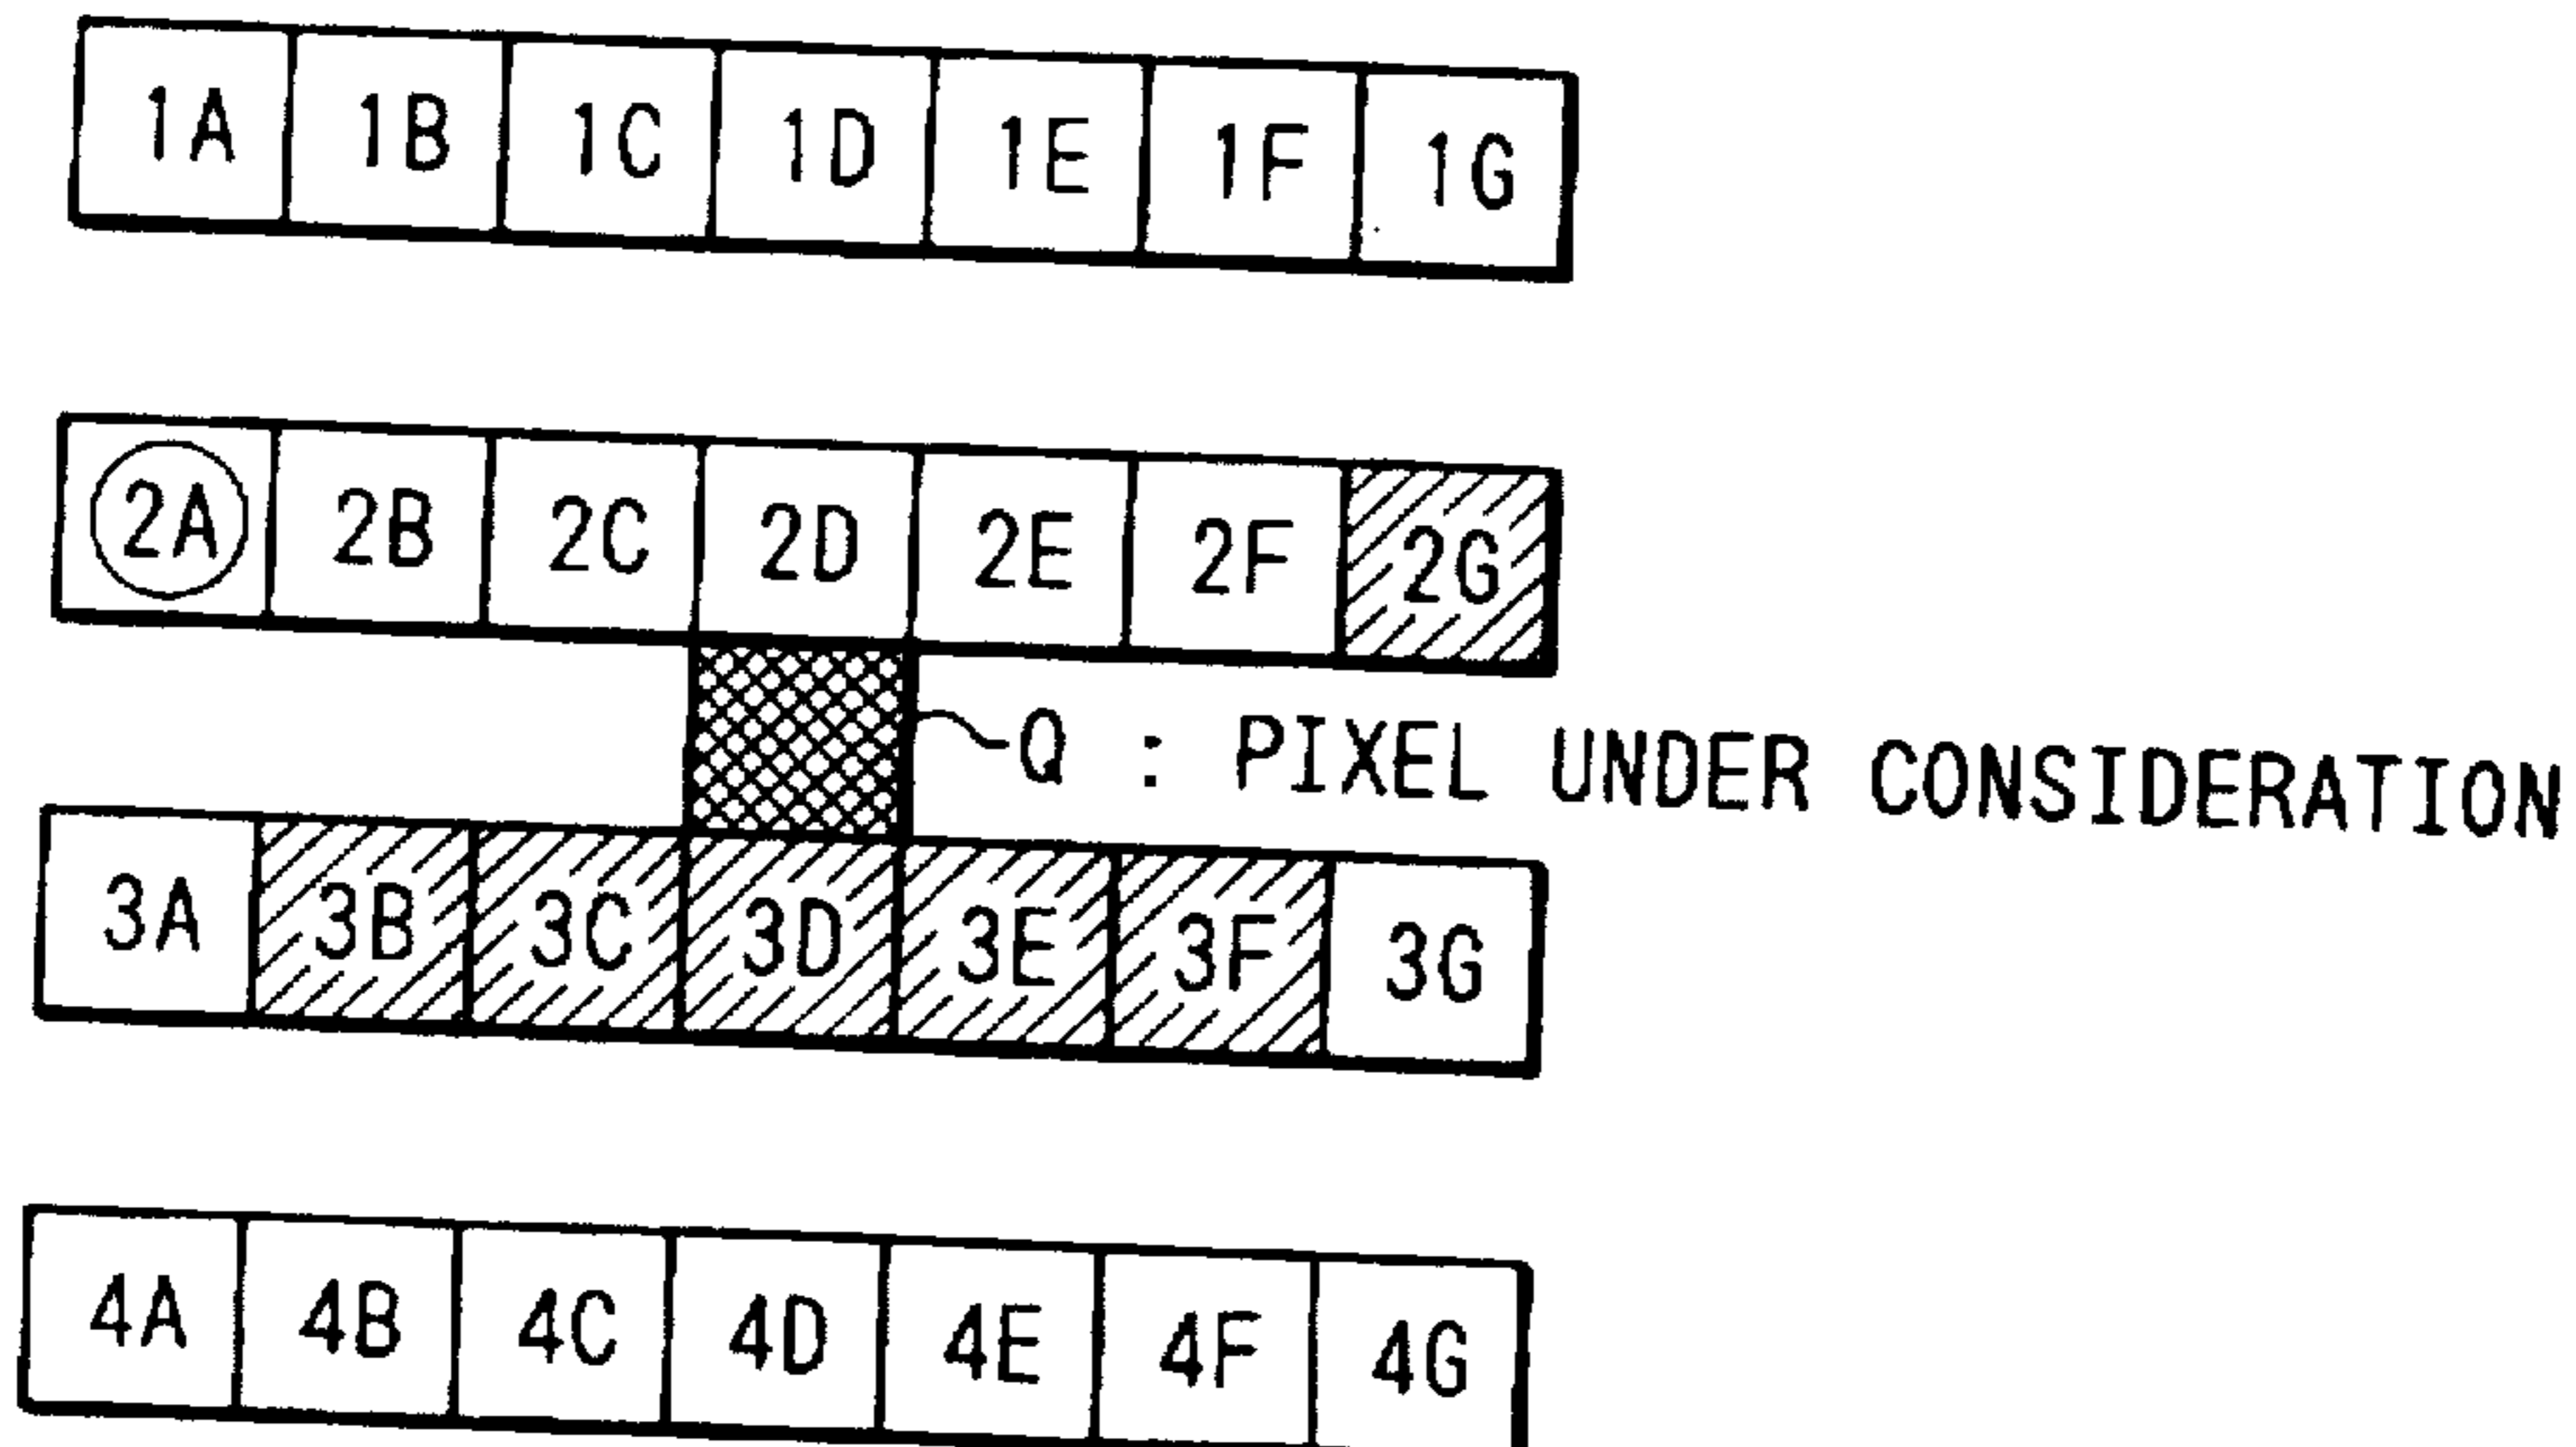 1A 1B 1C 1D 1E 1F 1G
2A 2B 2C 2D 2E 2F 2G
Q : PIXEL UNDER CONSIDERATION
3A 3B 3C 3D 3E 3F 3G
4A 4B 4C 4D 4E 4F 4G